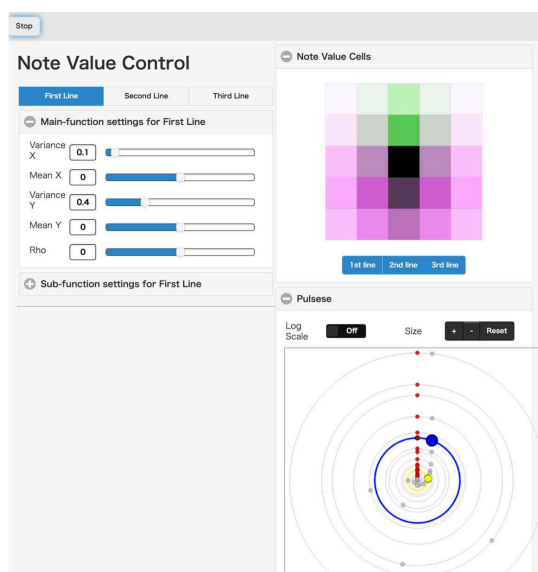 Stop
Note Value Control
First Line
Second Line
Third Line
Main-function settings for First Line
Variance
X
0.1
Mean X
0
Variance
Y
0.4
Mean Y
0
Rho
0
Sub-function settings for First Line
Note Value Cells
1st line
2nd line
3rd line
Pulsese
Log
Scale
Off
Size
+
-
Reset